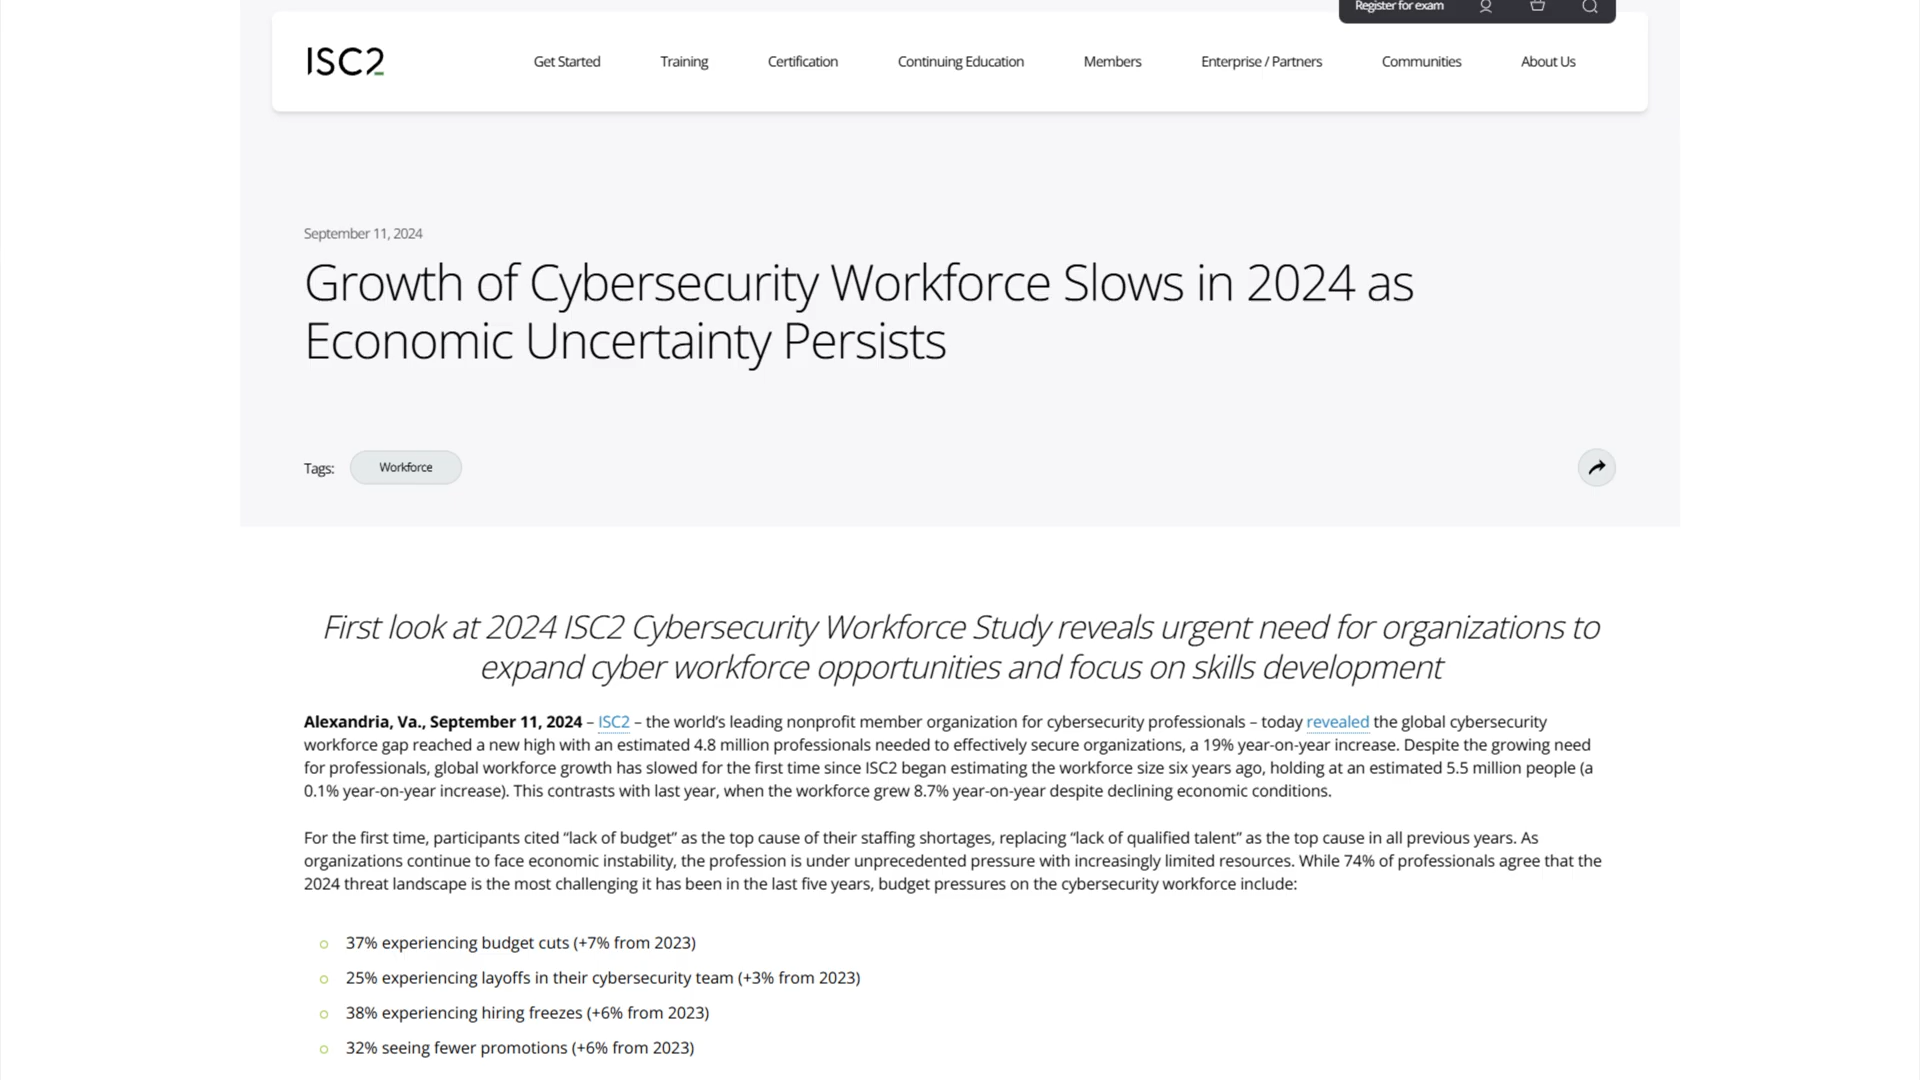 Register for exam
ISC2
Get Started
Training
Certification
Continuing Education
Members
Enterprise / Partners
Communities
About Us
September 11, 2024
Growth of Cybersecurity Workforce Slows in 2024 as
Economic Uncertainty Persists
Tags:
Workforce
First look at 2024 ISC2 Cybersecurity Workforce Study reveals urgent need for organizations to
expand cyber workforce opportunities and focus on skills development
Alexandria, Va., September 11, 2024 – ISC2 – the world’s leading nonprofit member organization for cybersecurity professionals – today revealed the global cybersecurity
workforce gap reached a new high with an estimated 4.8 million professionals needed to effectively secure organizations, a 19% year-on-year increase. Despite the growing need
for professionals, global workforce growth has slowed for the first time since ISC2 began estimating the workforce size six years ago, holding at an estimated 5.5 million people (a
0.1% year-on-year increase). This contrasts with last year, when the workforce grew 8.7% year-on-year despite declining economic conditions.
For the first time, participants cited “lack of budget” as the top cause of their staffing shortages, replacing “lack of qualified talent” as the top cause in all previous years. As
organizations continue to face economic instability, the profession is under unprecedented pressure with increasingly limited resources. While 74% of professionals agree that the
2024 threat landscape is the most challenging it has been in the last five years, budget pressures on the cybersecurity workforce include:
37% experiencing budget cuts (+7% from 2023)
25% experiencing layoffs in their cybersecurity team (+3% from 2023)
38% experiencing hiring freezes (+6% from 2023)
32% seeing fewer promotions (+6% from 2023)